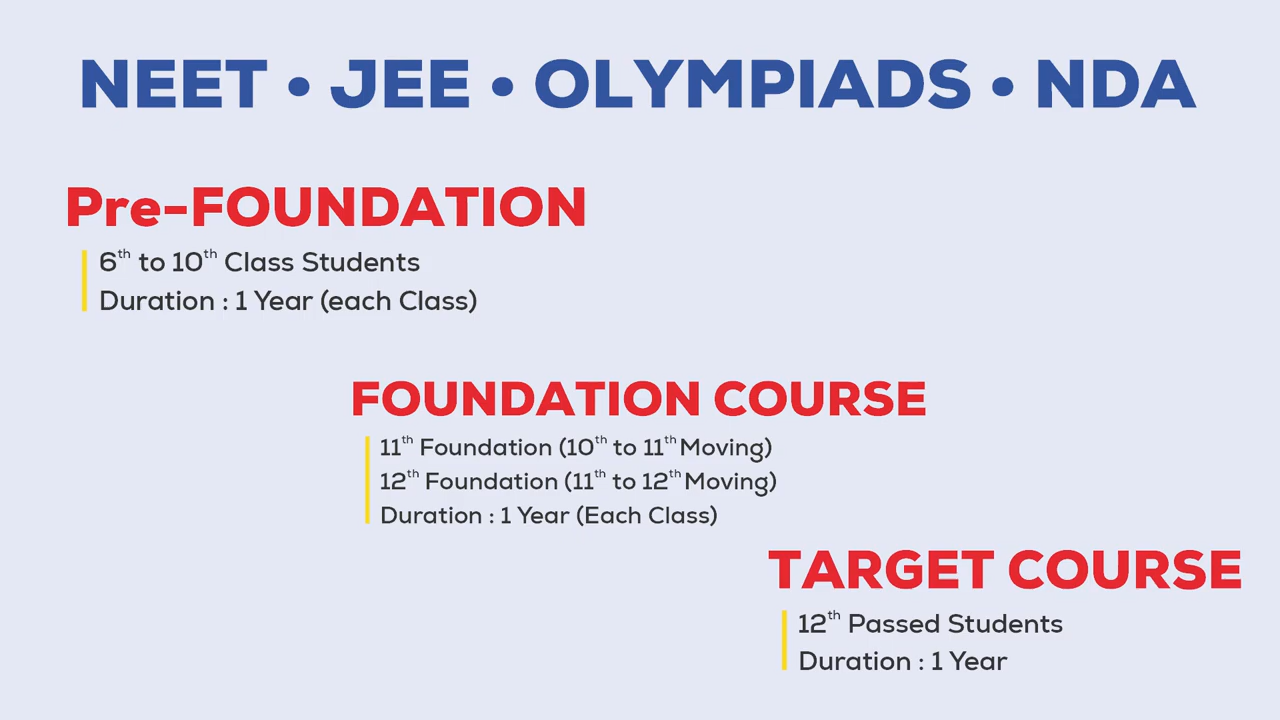 NEET • JEE • OLYMPIADS • NDA
Pre-FOUNDATION
6th to 10th Class Students
Duration : 1 Year (each Class)
FOUNDATION COURSE
11th Foundation (10th to 11th Moving)
12th Foundation (11th to 12th Moving)
Duration : 1 Year (Each Class)
TARGET COURSE
12th Passed Students
Duration : 1 Year